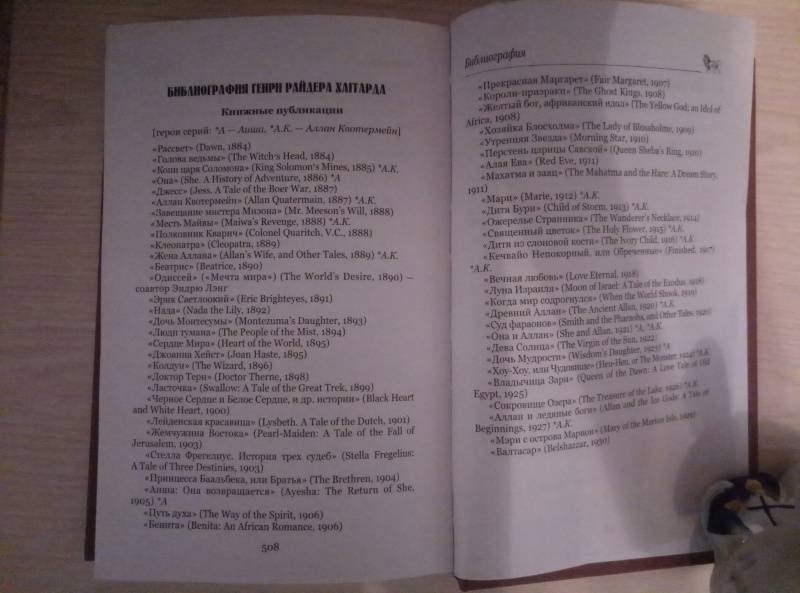 БИБЛИОГРАФИЯ ГЕНРИ РАЙДЕРА ХАГГАРДА
Книжные публикации
[герои серий: *А — Аиша, *А.К. — Аллан Квотермейн]
«Рассвет» (Dawn, 1884)
«Голова ведьмы» (The Witch's Head, 1884)
«Копи царя Соломона» (King Solomon's Mines, 1885) *А.К.
«Она» (She. A History of Adventure, 1886) *А
«Джесс» (Jess. A Tale of the Boer War, 1887)
«Аллан Квотермейн» (Allan Quatermain, 1887) *А.К.
«Завещание мистера Мизона» (Mr. Meeson's Will, 1888)
«Месть Майвы» (Maiwa's Revenge, 1888) *А.К.
«Полковник Кварич» (Colonel Quaritch, V.C., 1888)
«Клеопатра» (Cleopatra, 1889)
«Жена Аллана» (Allan's Wife, and Other Tales, 1889) *А.К.
«Беатрис» (Beatrice, 1890)
«Одиссей» («Мечта мира») (The World's Desire, 1890) —
соавтор Эндрю Лэнг
«Эрик Светлоокий» (Eric Brighteyes, 1891)
«Нада» (Nada the Lily, 1892)
«Дочь Монтесумы» (Montezuma's Daughter, 1893)
«Люди тумана» (The People of the Mist, 1894)
«Сердце Мира» (Heart of the World, 1895)
«Джоанна Хейст» (Joan Haste, 1895)
«Колдун» (The Wizard, 1896)
«Доктор Терн» (Doctor Therne, 1898)
«Ласточка» (Swallow: A Tale of the Great Trek, 1899)
«Черное Сердце и Белое Сердце, и др. истории» (Black Heart
and White Heart, 1900)
«Лейденская красавица» (Lysbeth. A Tale of the Dutch, 1901)
«Жемчужина Востока» (Pearl-Maiden: A Tale of the Fall of
Jerusalem, 1903)
«Стелла Фрегелиус. История трех судеб» (Stella Fregelius:
A Tale of Three Destinies, 1903)
«Принцесса Баальбека, или Братья» (The Brethren, 1904)
«Аиша: Она возвращается» (Ayesha: The Return of She,
1905) *А
«Путь духа» (The Way of the Spirit, 1906)
«Бенита» (Benita: An African Romance, 1906)
508
Библиография
«Прекрасная Маргарет» (Fair Margaret, 1907)
«Короли-призраки» (The Ghost Kings, 1908)
«Желтый бог, африканский идол» (The Yellow God; an Idol of
Africa, 1908)
«Хозяйка Блосхолма» (The Lady of Blossholme, 1909)
«Утренняя Звезда» (Morning Star, 1910)
«Перстень царицы Савской» (Queen Sheba's Ring, 1910)
«Алая Ева» (Red Eve, 1911)
«Махатма и заяц» (The Mahatma and the Hare: A Dream Story,
1911)
«Мари» (Marie, 1912) *А.К.
«Дитя Бури» (Child of Storm, 1913) *А.К.
«Ожерелье Странника» (The Wanderer's Necklace, 1914)
«Священный цветок» (The Holy Flower, 1915) *А.К.
«Дитя из слоновой кости» (The Ivory Child, 1916) *А.К.
«Кечвайо Непокорный, или Обреченные» (Finished, 1917)
*А.К.
«Вечная любовь» (Love Eternal, 1918)
«Луна Израиля» (Moon of Israel: A Tale of the Exodus, 1918)
«Когда мир содрогнулся» (When the World Shook, 1919)
«Древний Аллан» (The Ancient Allan, 1920) *А.К.
«Суд фараонов» (Smith and the Pharaohs, and Other Tales, 1920)
«Она и Аллан» (She and Allan, 1921) *А, *А.К.
«Дева Солнца» (The Virgin of the Sun, 1922)
«Дочь Мудрости» (Wisdom's Daughter, 1923) *А
«Хоу-Хоу, или Чудовище» (Heu-Heu, or The Monster, 1924) *А.К.
«Владычица Зари» (Queen of the Dawn: A Love Tale of Old
Egypt, 1925)
«Сокровище Озера» (The Treasure of the Lake, 1926) *А.К.
«Аллан и ледяные боги» (Allan and the Ice Gods: A Tale of
Beginnings, 1927) *А.К.
«Мэри с острова Марион» (Mary of the Marion Isle, 1929)
«Валтасар» (Belshazzar, 1930)